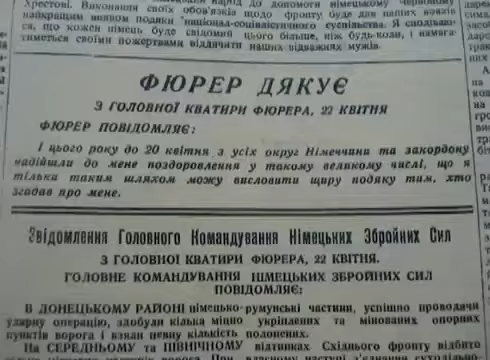 Хрестові. Виконання своїх обов'язків щодо фронту буде для наших вояків
найкращим виявом подяки "націонал-соціялістичного суспільства. Я сподіваю-
ся, що кожен німець буде свідомий цього більше, ніж будь-коли, і намага-
тиметься своїми пожертвами віддячити наших відважних мужів.
ФЮРЕР ДЯКУЄ
З ГОЛОВНОЇ КВАТИРИ ФЮРЕРА, 22 КВІТНЯ
ФЮРЕР ПОВІДОМЛЯЄ:
І цього року до 20 квітня з усіх округ Німеччини та закордону
надійшли до мене поздоровлення у такому великому числі, що я
тільки таким шляхом можу висловити щиру подяку тим, хто
згадав про мене.
Звідомлення Головного Командування Німецьких Збройних Сил
З ГОЛОВНОЇ КВАТИРИ ФЮРЕРА, 22 КВІТНЯ.
ГОЛОВНЕ КОМАНДУВАННЯ НІМЕЦЬКИХ ЗБРОЙНИХ СИЛ
ПОВІДОМЛЯЄ:
В ДОНЕЦЬКОМУ РАЙОНІ німецько-румунські частини, успішно проводячи
ударну операцію, здобули кілька міцно укріплених та мінованих опорних
пунктів ворога і взяли певну кількість полонених.
На СЕРЕДНЬОМУ та ПІВНІЧНОМУ відтинках Східнього фронту відбито